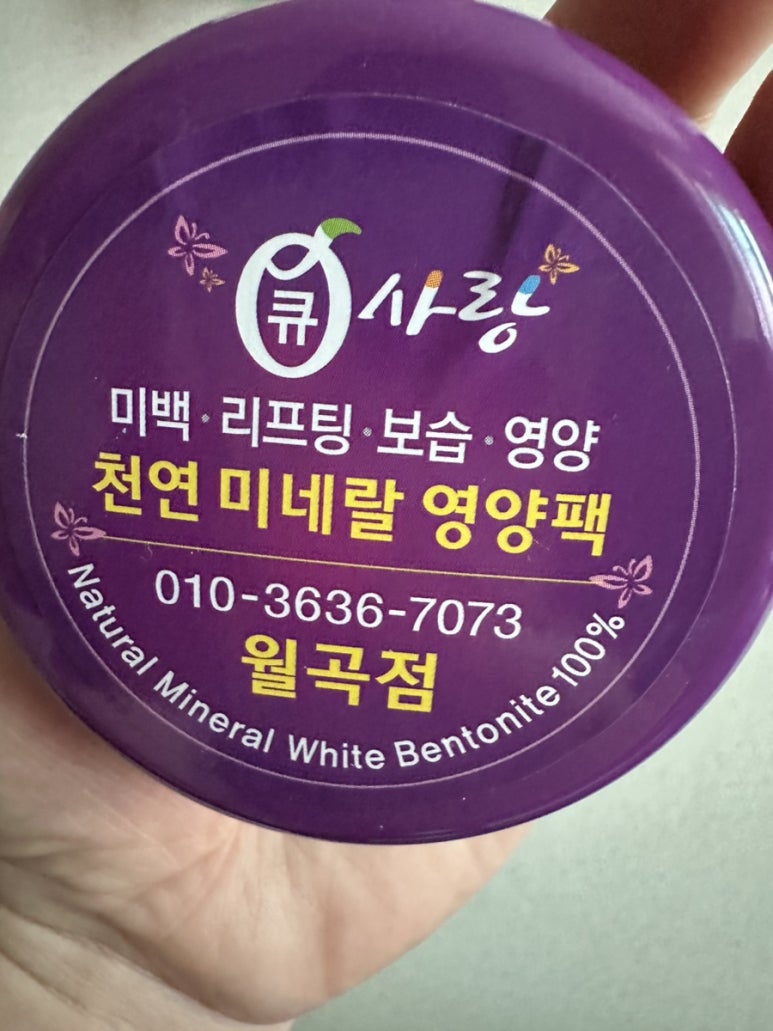 큐사랑
미백·리프팅·보습·영양
천연 미네랄 영양팩
010-3636-7073
월곡점
Natural Mineral White Bentonite 100%